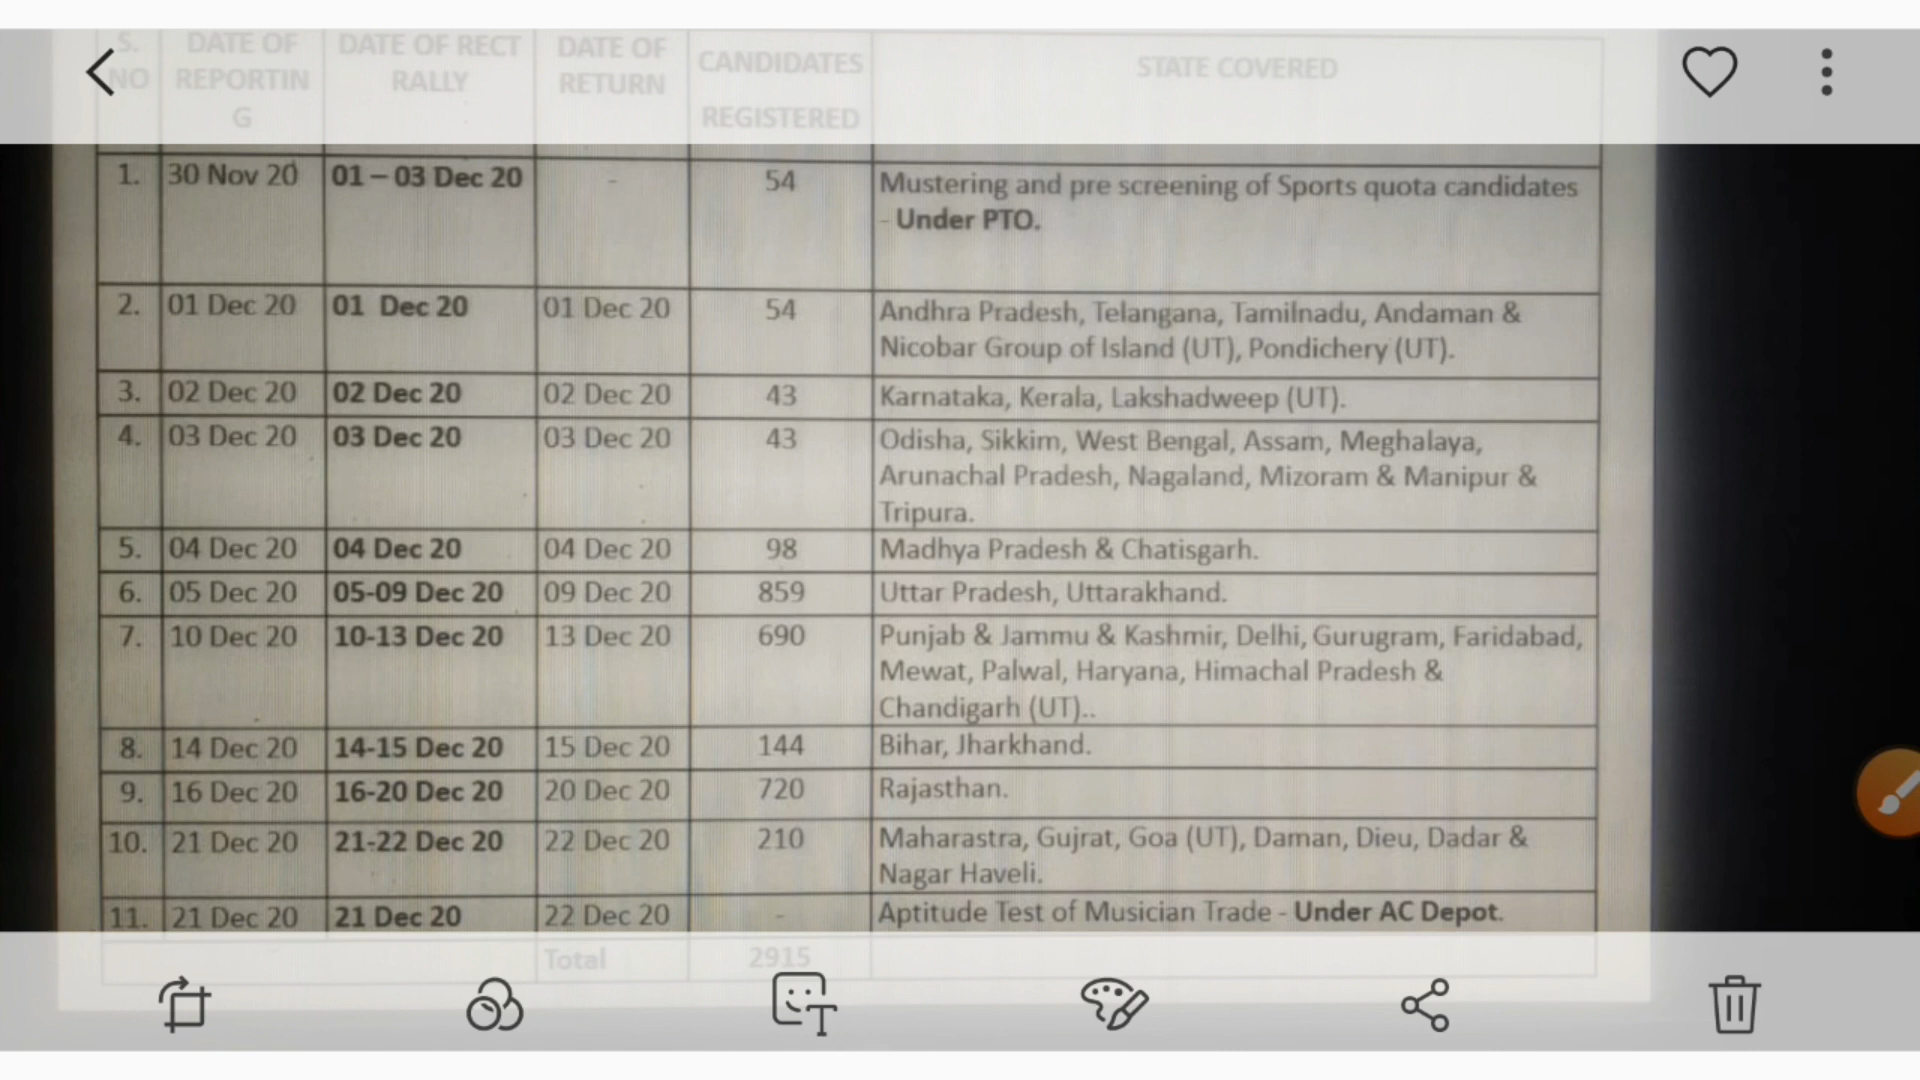 S. NO DATE OF REPORTIN G DATE OF RECT RALLY DATE OF RETURN CANDIDATES REGISTERED STATE COVERED
1. 30 Nov 20 01 – 03 Dec 20 - 54 Mustering and pre screening of Sports quota candidates
- Under PTO.
2. 01 Dec 20 01 Dec 20 01 Dec 20 54 Andhra Pradesh, Telangana, Tamilnadu, Andaman &
Nicobar Group of Island (UT), Pondichery (UT).
3. 02 Dec 20 02 Dec 20 02 Dec 20 43 Karnataka, Kerala, Lakshadweep (UT).
4. 03 Dec 20 03 Dec 20 03 Dec 20 43 Odisha, Sikkim, West Bengal, Assam, Meghalaya,
Arunachal Pradesh, Nagaland, Mizoram & Manipur &
Tripura.
5. 04 Dec 20 04 Dec 20 04 Dec 20 98 Madhya Pradesh & Chatisgarh.
6. 05 Dec 20 05-09 Dec 20 09 Dec 20 859 Uttar Pradesh, Uttarakhand.
7. 10 Dec 20 10-13 Dec 20 13 Dec 20 690 Punjab & Jammu & Kashmir, Delhi, Gurugram, Faridabad,
Mewat, Palwal, Haryana, Himachal Pradesh &
Chandigarh (UT)..
8. 14 Dec 20 14-15 Dec 20 15 Dec 20 144 Bihar, Jharkhand.
9. 16 Dec 20 16-20 Dec 20 20 Dec 20 720 Rajasthan.
10. 21 Dec 20 21-22 Dec 20 22 Dec 20 210 Maharastra, Gujrat, Goa (UT), Daman, Dieu, Dadar &
Nagar Haveli.
11. 21 Dec 20 21 Dec 20 22 Dec 20 - Aptitude Test of Musician Trade - Under AC Depot.
Total 2915